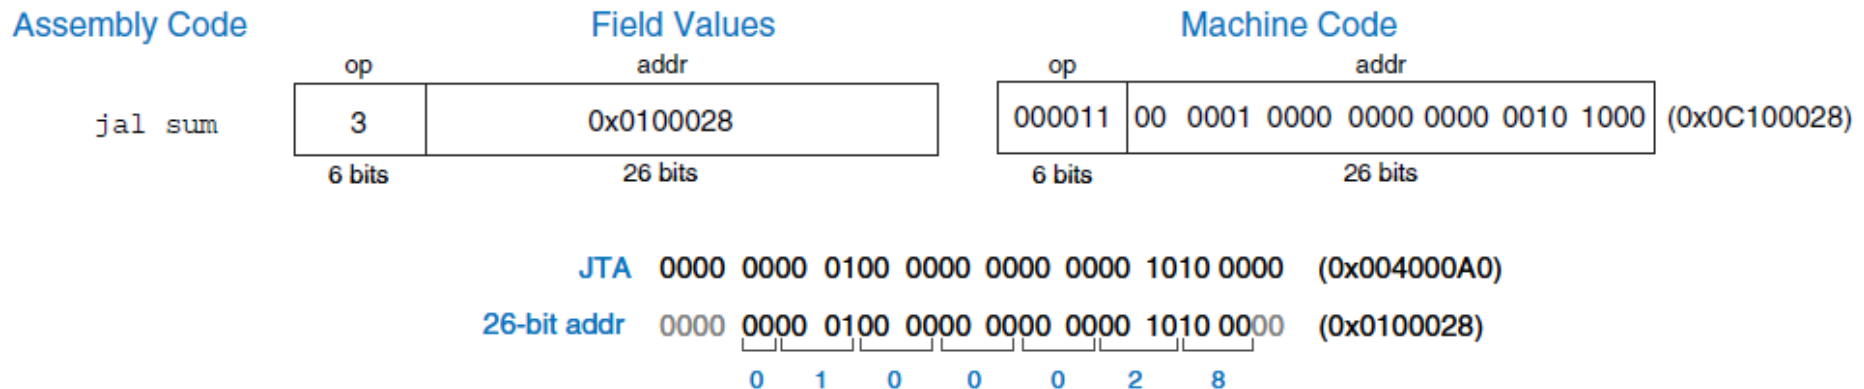 Assembly Code Field Values Machine Code
op addr op addr
jal sum 3 0x0100028 000011 00 0001 0000 0000 0000 0010 1000 (0x0C100028)
6 bits 26 bits 6 bits 26 bits
JTA 0000 0000 0100 0000 0000 0000 1010 0000 (0x004000A0)
26-bit addr 0000 0000 0100 0000 0000 0000 1010 0000 (0x0100028)
0 1 0 0 0 2 8